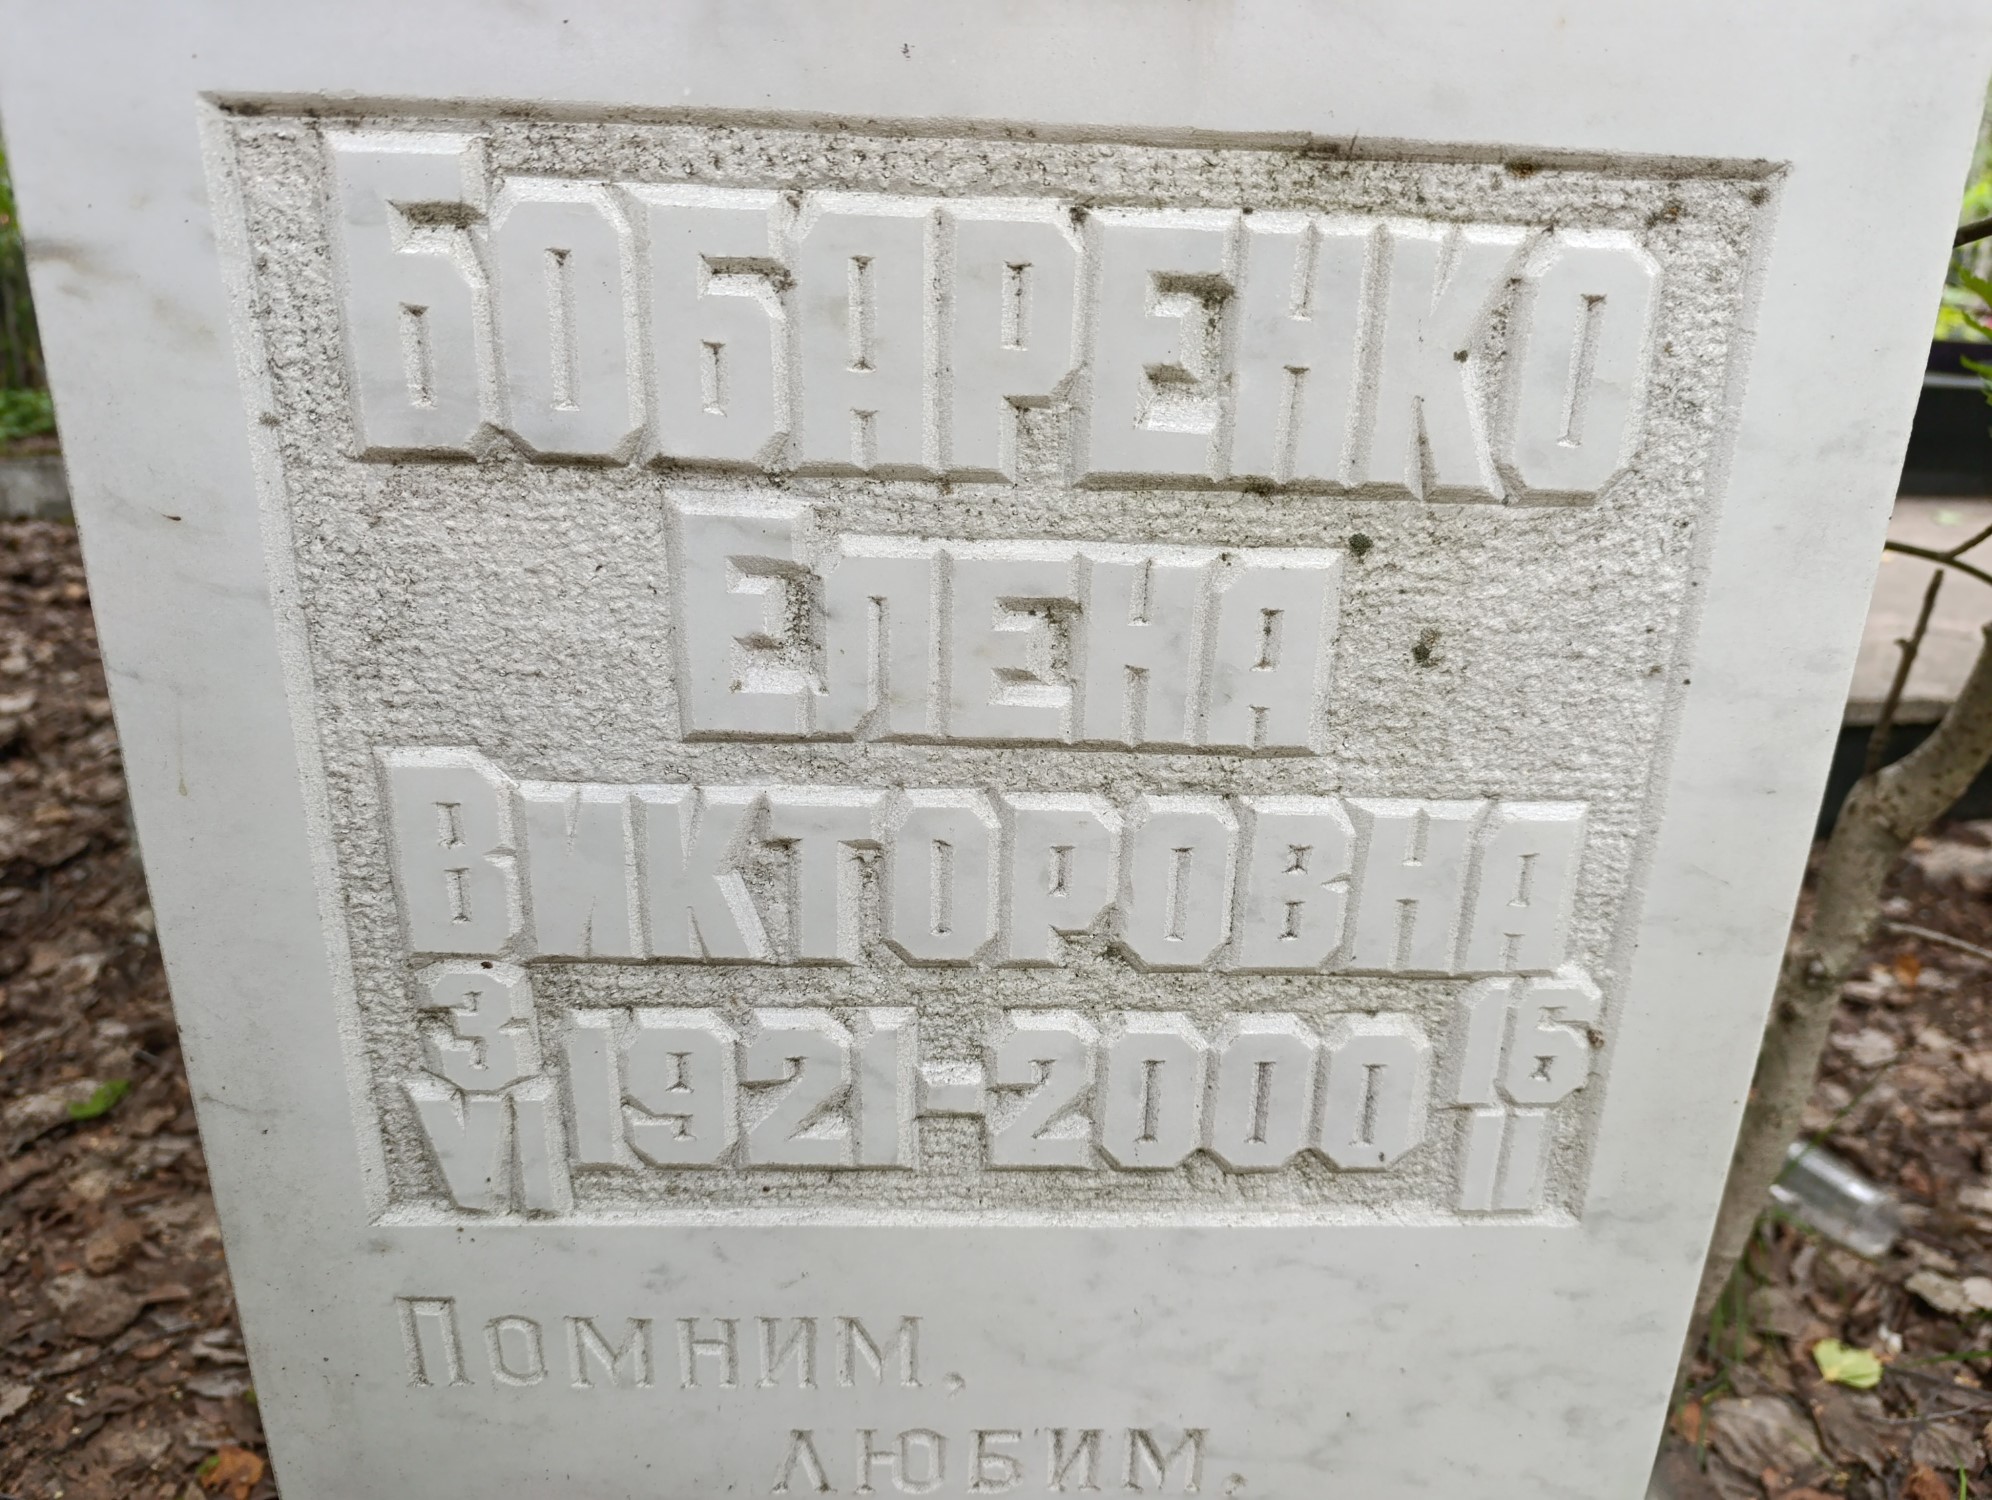 Бобаренко
Елена
Викторовна
3 VI 1921-2000 16 II
Помним,
любим.